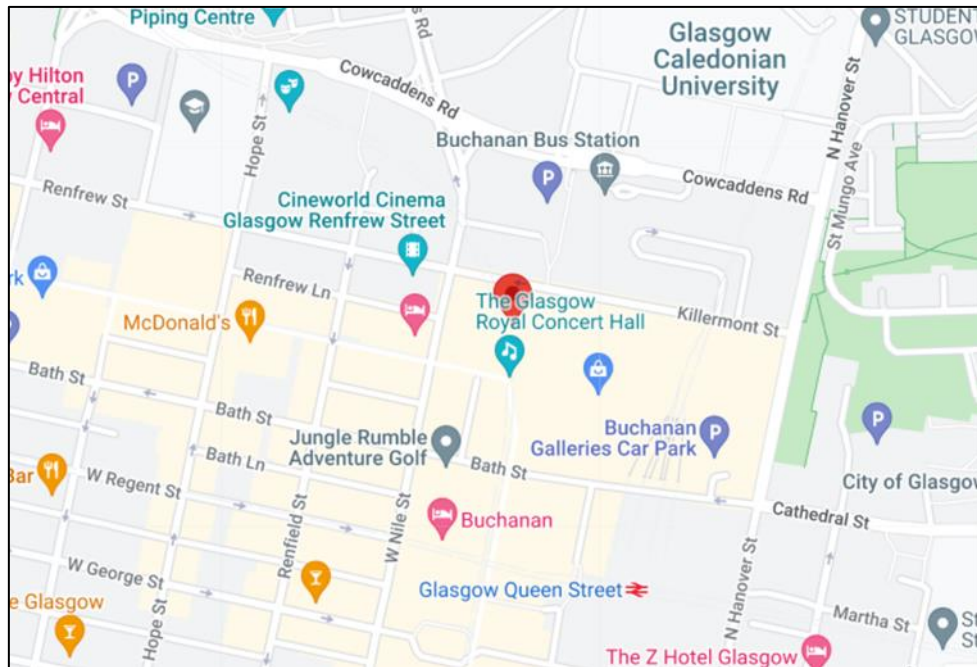 Piping Centre
STUDENT
GLASGOW
Glasgow
Caledonian
University
Cowcaddens Rd
by Hilton
Central
Hope St
N Hanover St
Buchanan Bus Station
Cowcaddens Rd
St Mungo Ave
Renfrew St
Cineworld Cinema
Glasgow Renfrew Street
Renfrew Ln
The Glasgow
Royal Concert Hall
Killermont St
McDonald's
Bath St
Bath St
Jungle Rumble
Adventure Golf
Buchanan
Galleries Car Park
Bath Ln
Bath St
Bar
W Regent St
City of Glasgow
Cathedral St
Buchanan
Renfield St
W Nile St
W George St
Glasgow Queen Street
e Glasgow
Hope St
N Hanover St
Martha St
The Z Hotel Glasgow
P
P
P
P